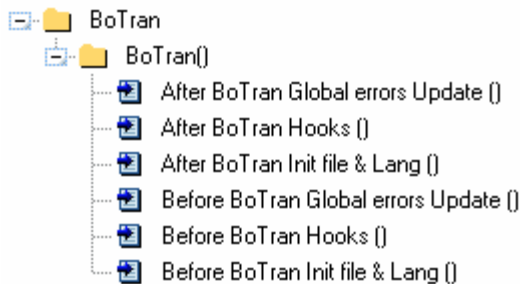 BoTran
BoTran()
After BoTran Global errors Update ()
After BoTran Hooks ()
After BoTran Init file & Lang ()
Before BoTran Global errors Update ()
Before BoTran Hooks ()
Before BoTran Init file & Lang ()